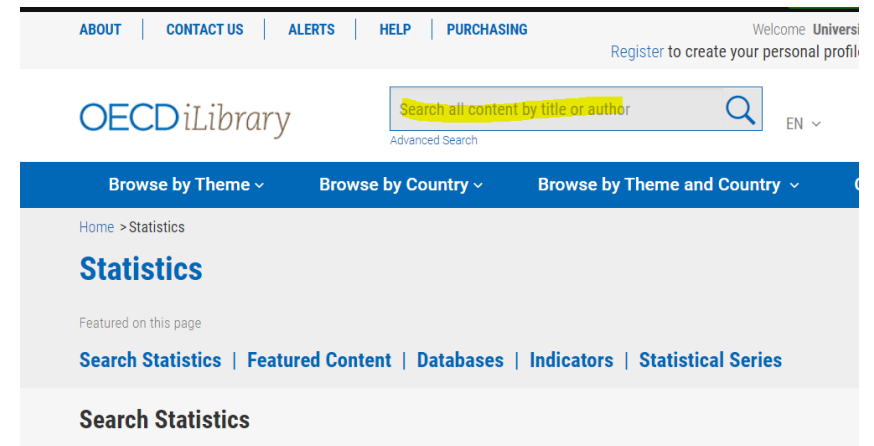 ABOUT | CONTACT US | ALERTS | HELP | PURCHASING
Welcome Universi
Register to create your personal profile
OECD iLibrary
Search all content by title or author
EN
Advanced Search
Browse by Theme
Browse by Country
Browse by Theme and Country
Home > Statistics
Statistics
Featured on this page
Search Statistics | Featured Content | Databases | Indicators | Statistical Series
Search Statistics